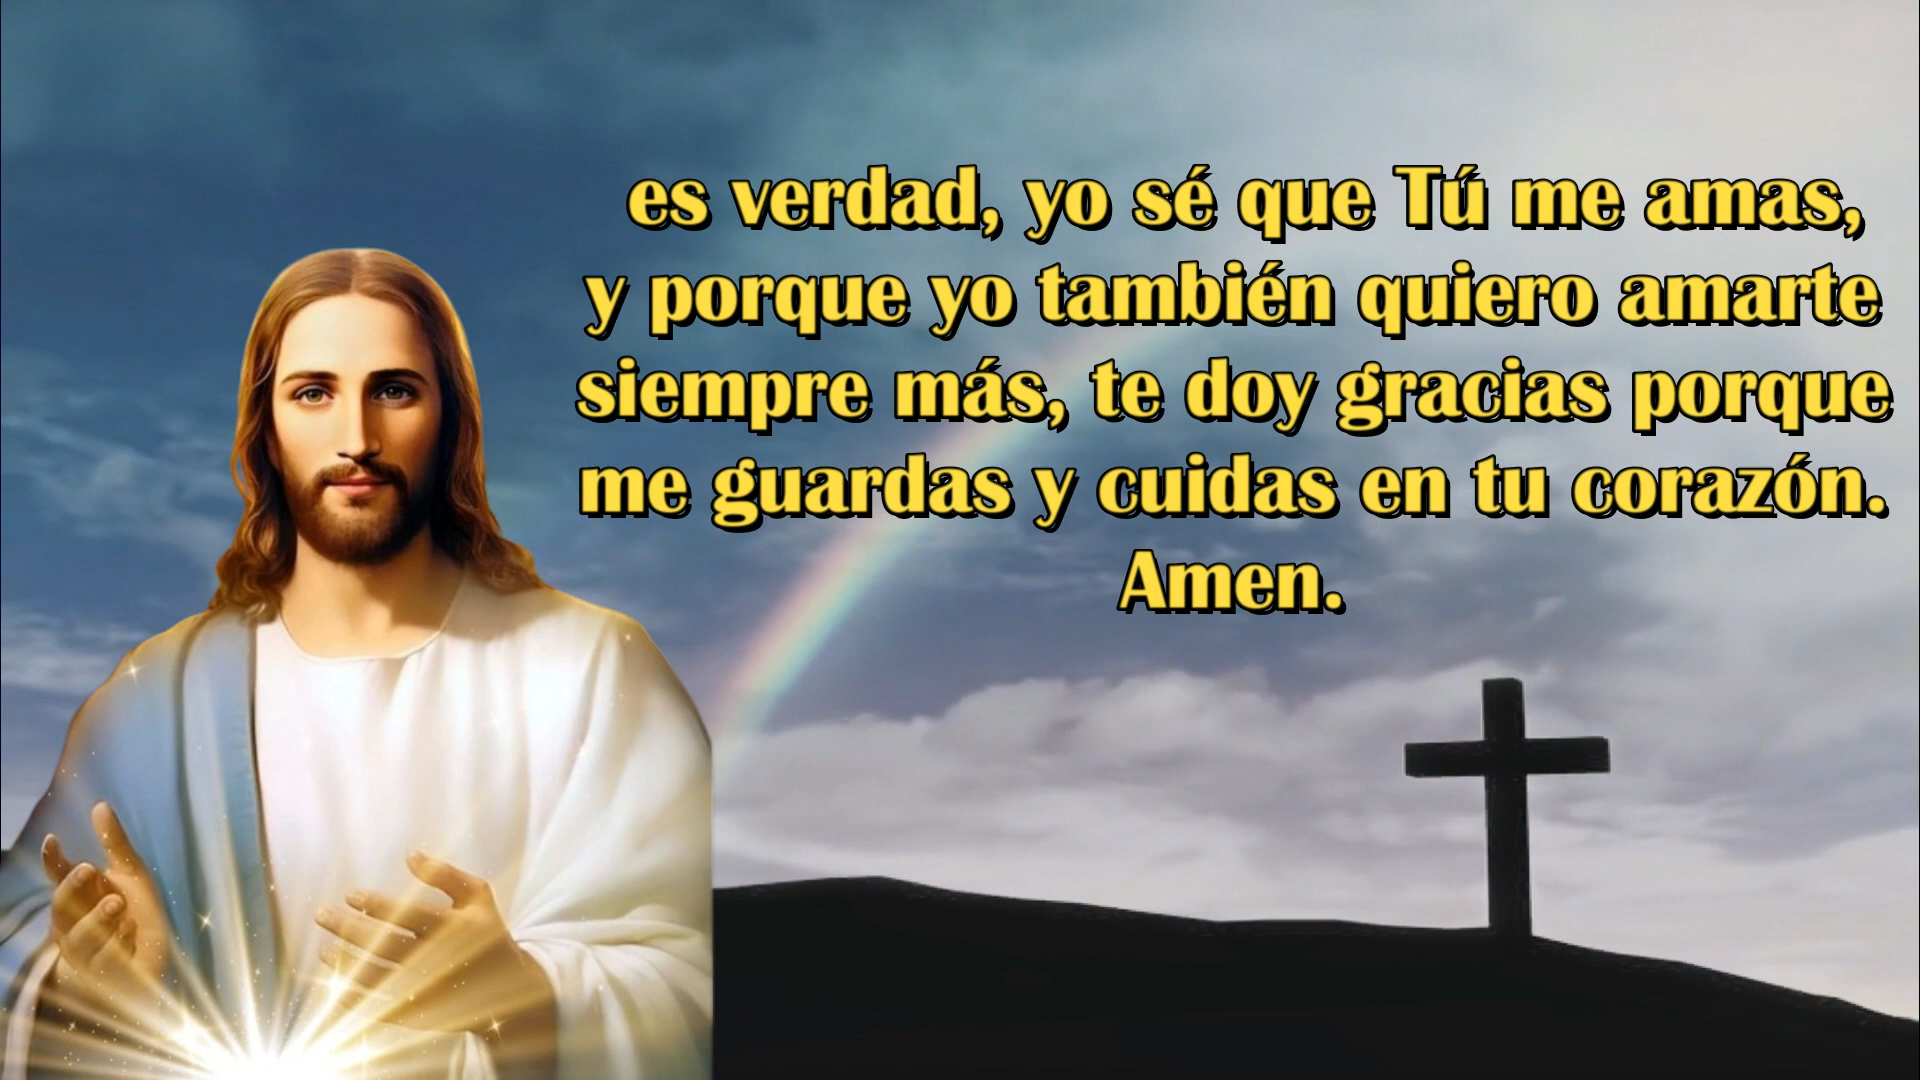 es verdad, yo sé que Tú me amas,
y porque yo también quiero amarte
siempre más, te doy gracias porque
me guardas y cuidas en tu corazón.
Amen.